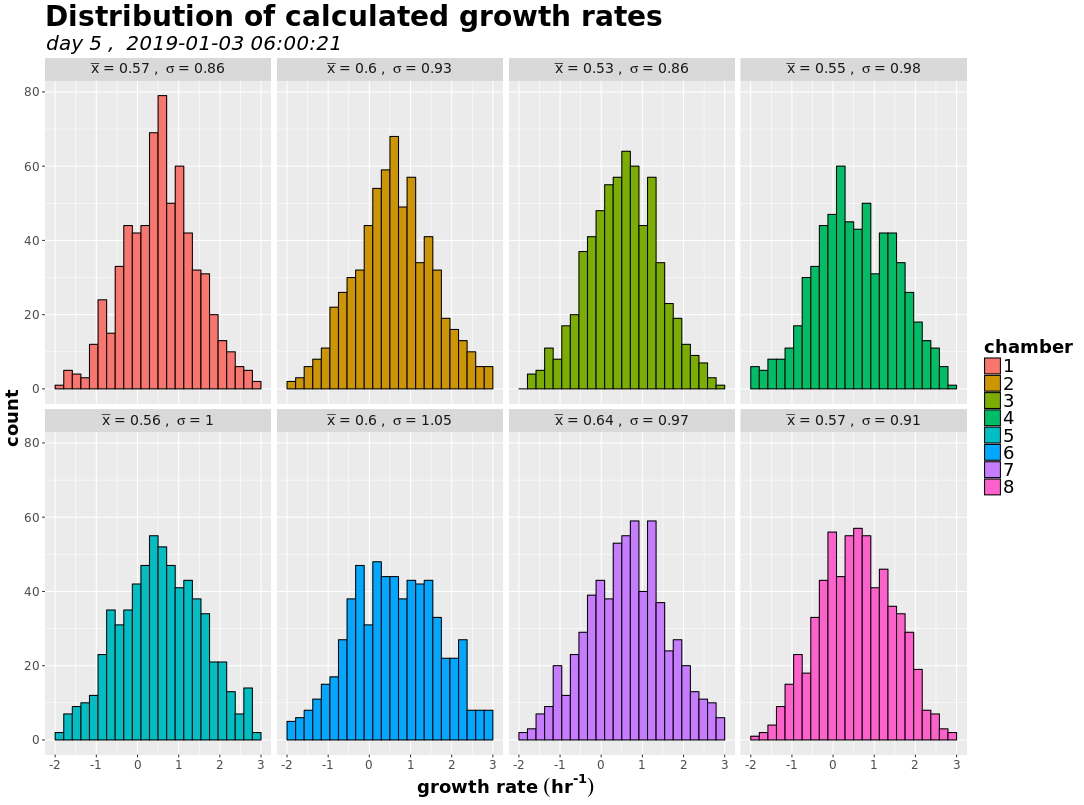 Distribution of calculated growth rates
day 5 ,  2019-01-03 06:00:21
x̅ = 0.57 ,  σ = 0.86
x̅ = 0.6 ,  σ = 0.93
x̅ = 0.53 ,  σ = 0.86
x̅ = 0.55 ,  σ = 0.98
80
60
40
20
0
count
x̅ = 0.56 ,  σ = 1
x̅ = 0.6 ,  σ = 1.05
x̅ = 0.64 ,  σ = 0.97
x̅ = 0.57 ,  σ = 0.91
80
60
40
20
0
-2 -1 0 1 2 3
-2 -1 0 1 2 3
-2 -1 0 1 2 3
-2 -1 0 1 2 3
growth rate (hr⁻¹)
chamber
1
2
3
4
5
6
7
8